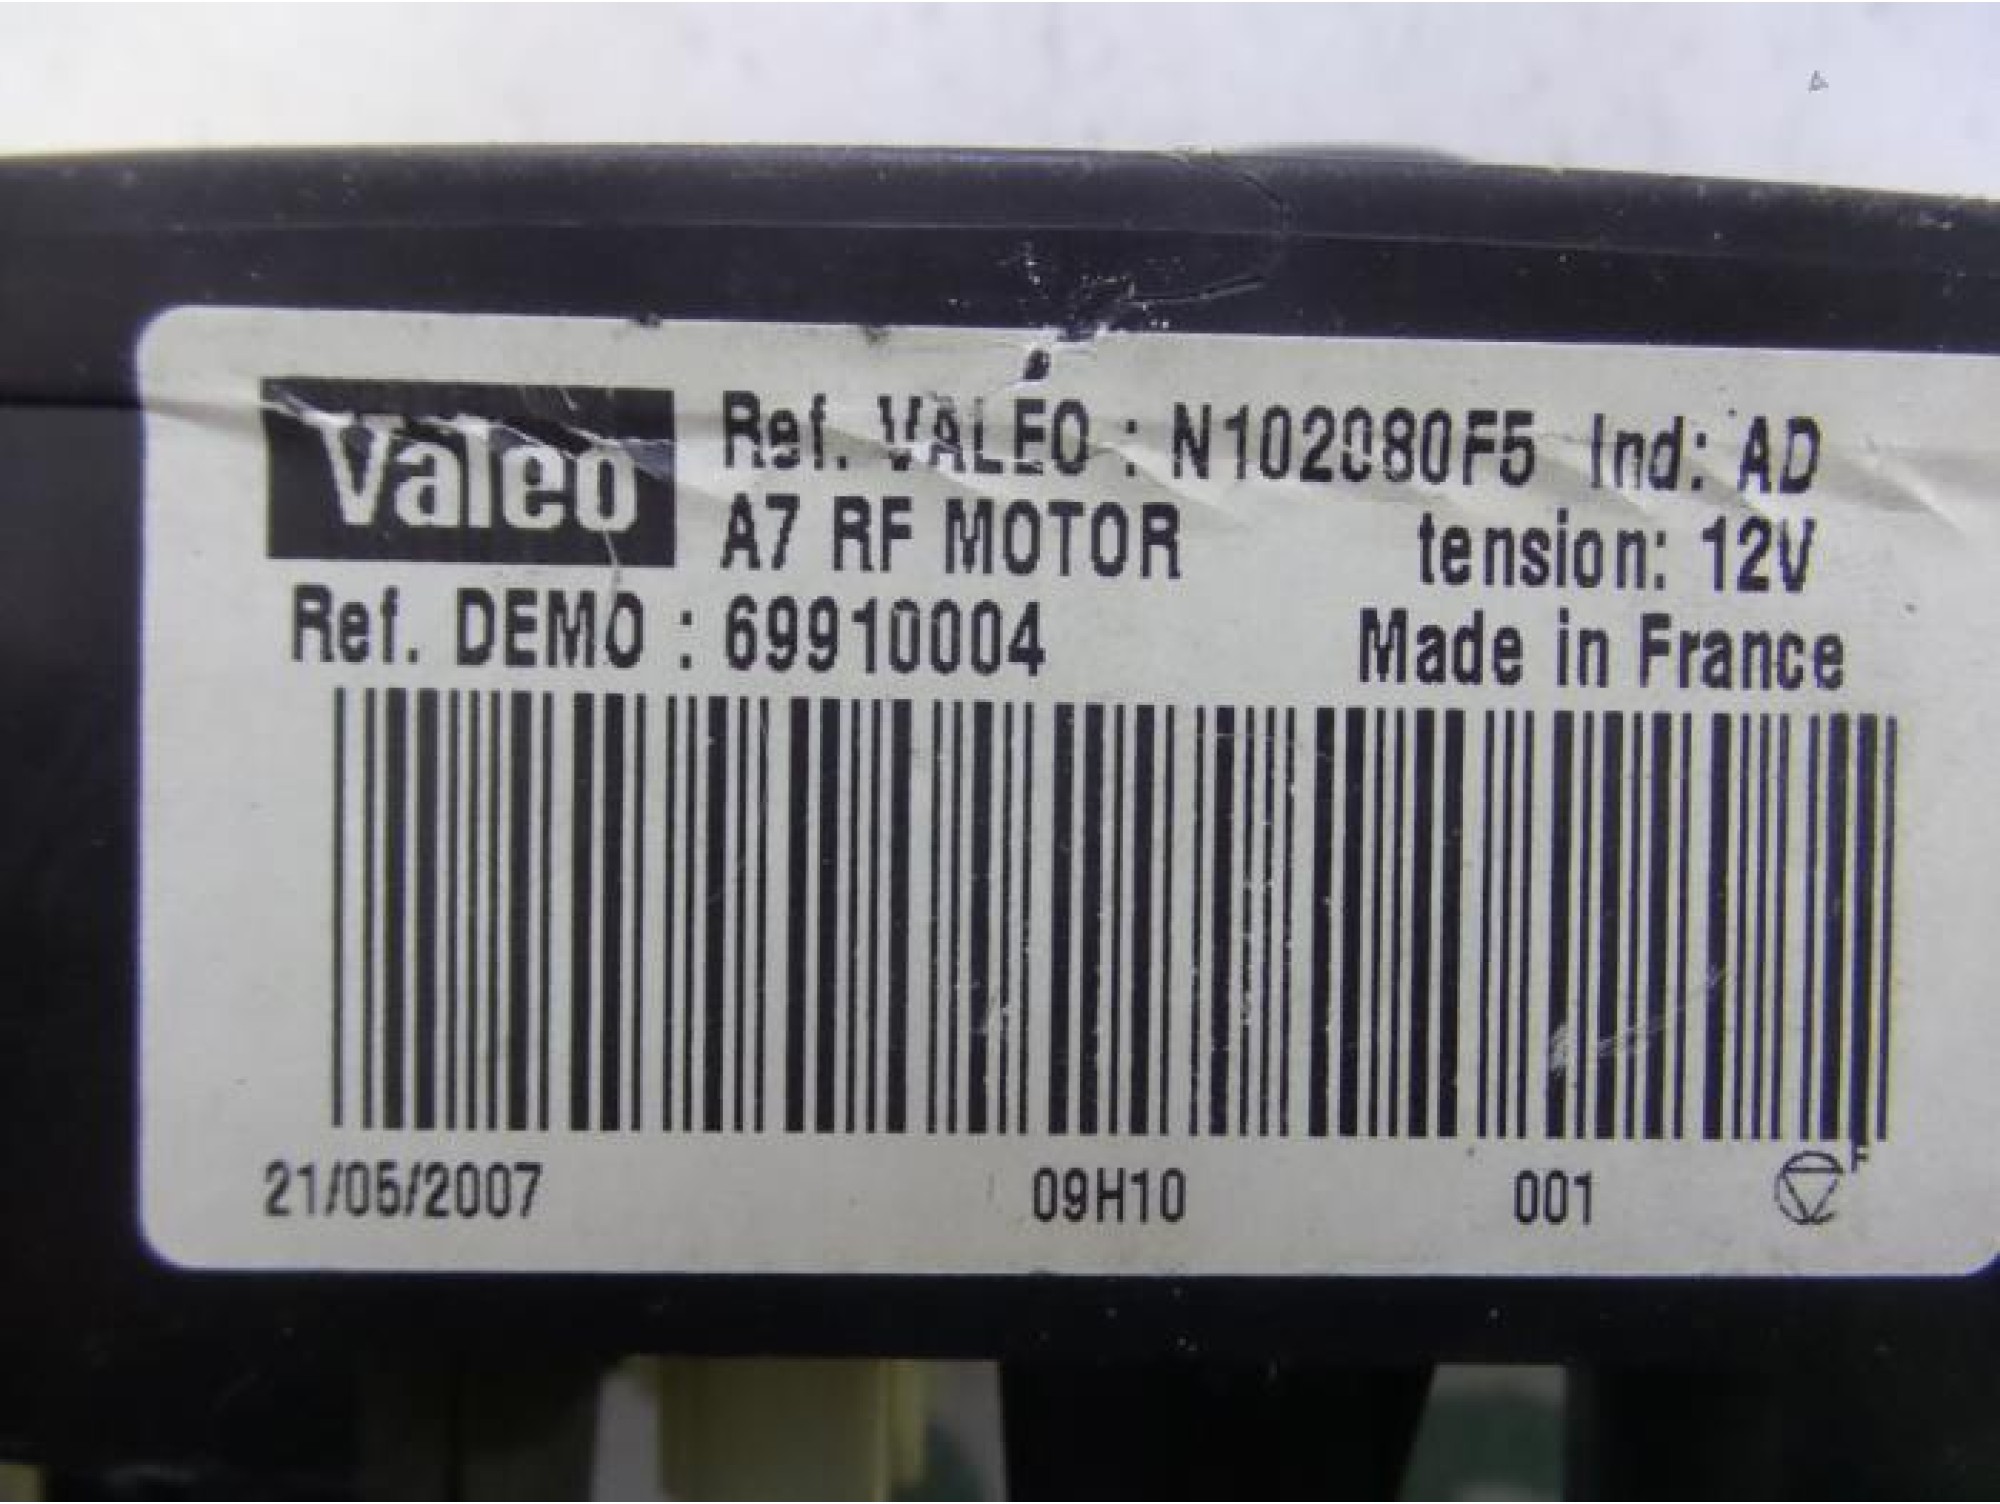 Valeo
Ref. VALEO : N102080F5 Ind: AD
A7 RF MOTOR tension: 12V
Ref. DEMO : 69910004 Made in France
21/05/2007 09H10 001 F